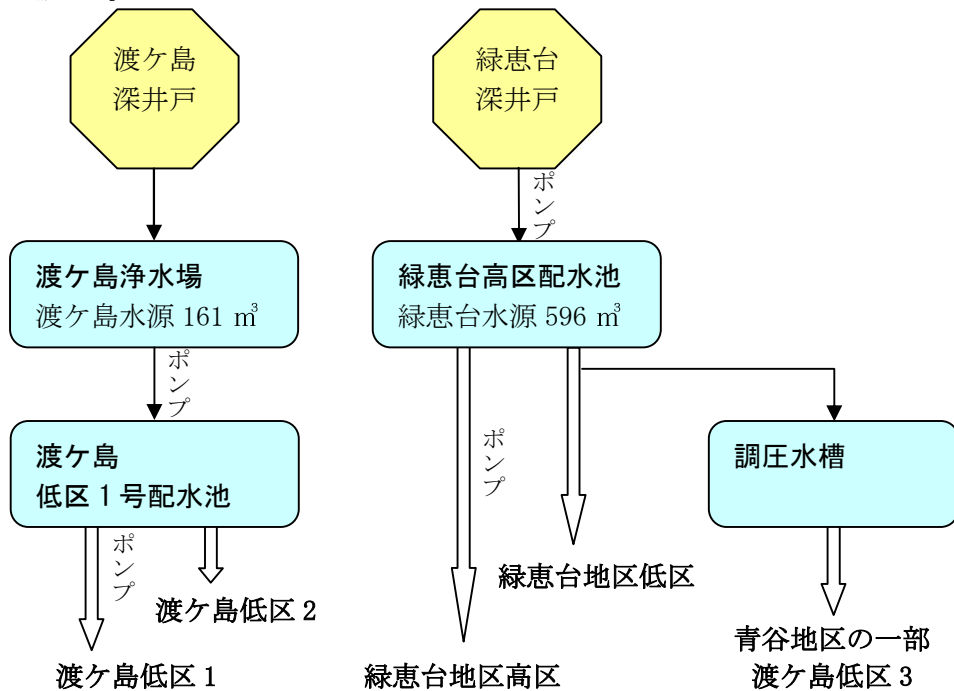 渡ケ島
深井戸
緑恵台
深井戸
ポンプ
渡ケ島浄水場
渡ケ島水源 161 ㎥
緑恵台高区配水池
緑恵台水源 596 ㎥
ポンプ
渡ケ島
低区 1 号配水池
ポンプ
調圧水槽
ポンプ
渡ケ島低区 2
緑恵台地区低区
渡ケ島低区 1
緑恵台地区高区
青谷地区の一部
渡ケ島低区 3